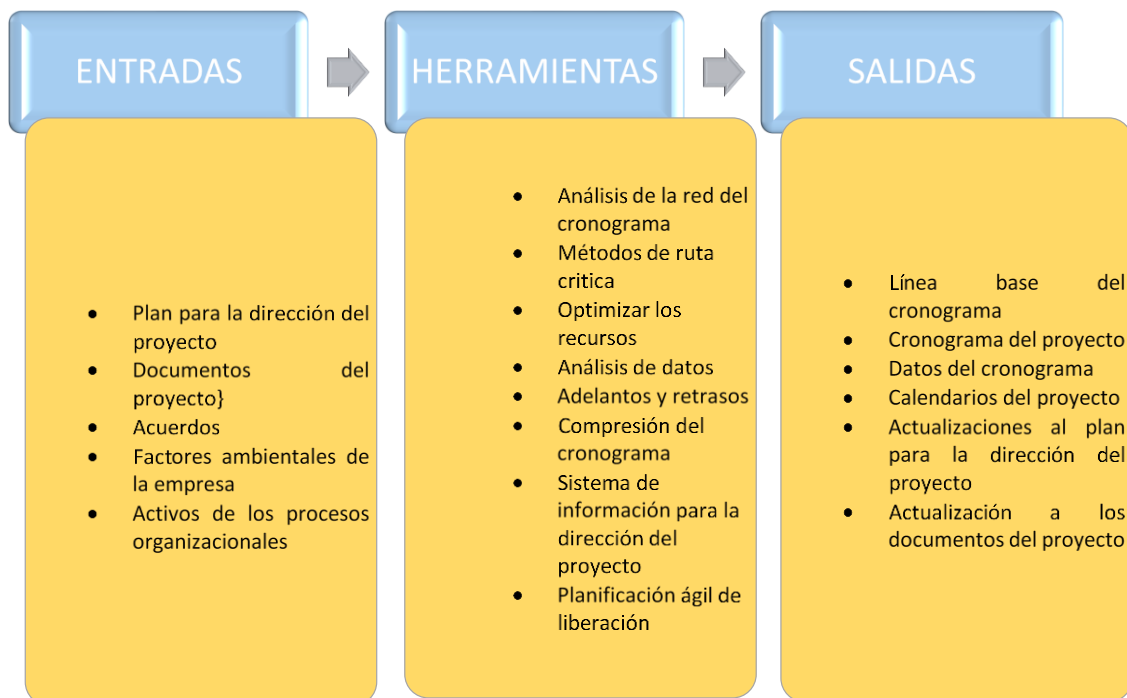 ENTRADAS
HERRAMIENTAS
SALIDAS
• Plan para la dirección del
proyecto
• Documentos del
proyecto}
• Acuerdos
• Factores ambientales de
la empresa
• Activos de los procesos
organizacionales
• Análisis de la red del
cronograma
• Métodos de ruta
critica
• Optimizar los
recursos
• Análisis de datos
• Adelantos y retrasos
• Compresión del
cronograma
• Sistema de
información para la
dirección del
proyecto
• Planificación ágil de
liberación
• Línea base del
cronograma
• Cronograma del proyecto
• Datos del cronograma
• Calendarios del proyecto
• Actualizaciones al plan
para la dirección del
proyecto
• Actualización a los
documentos del proyecto